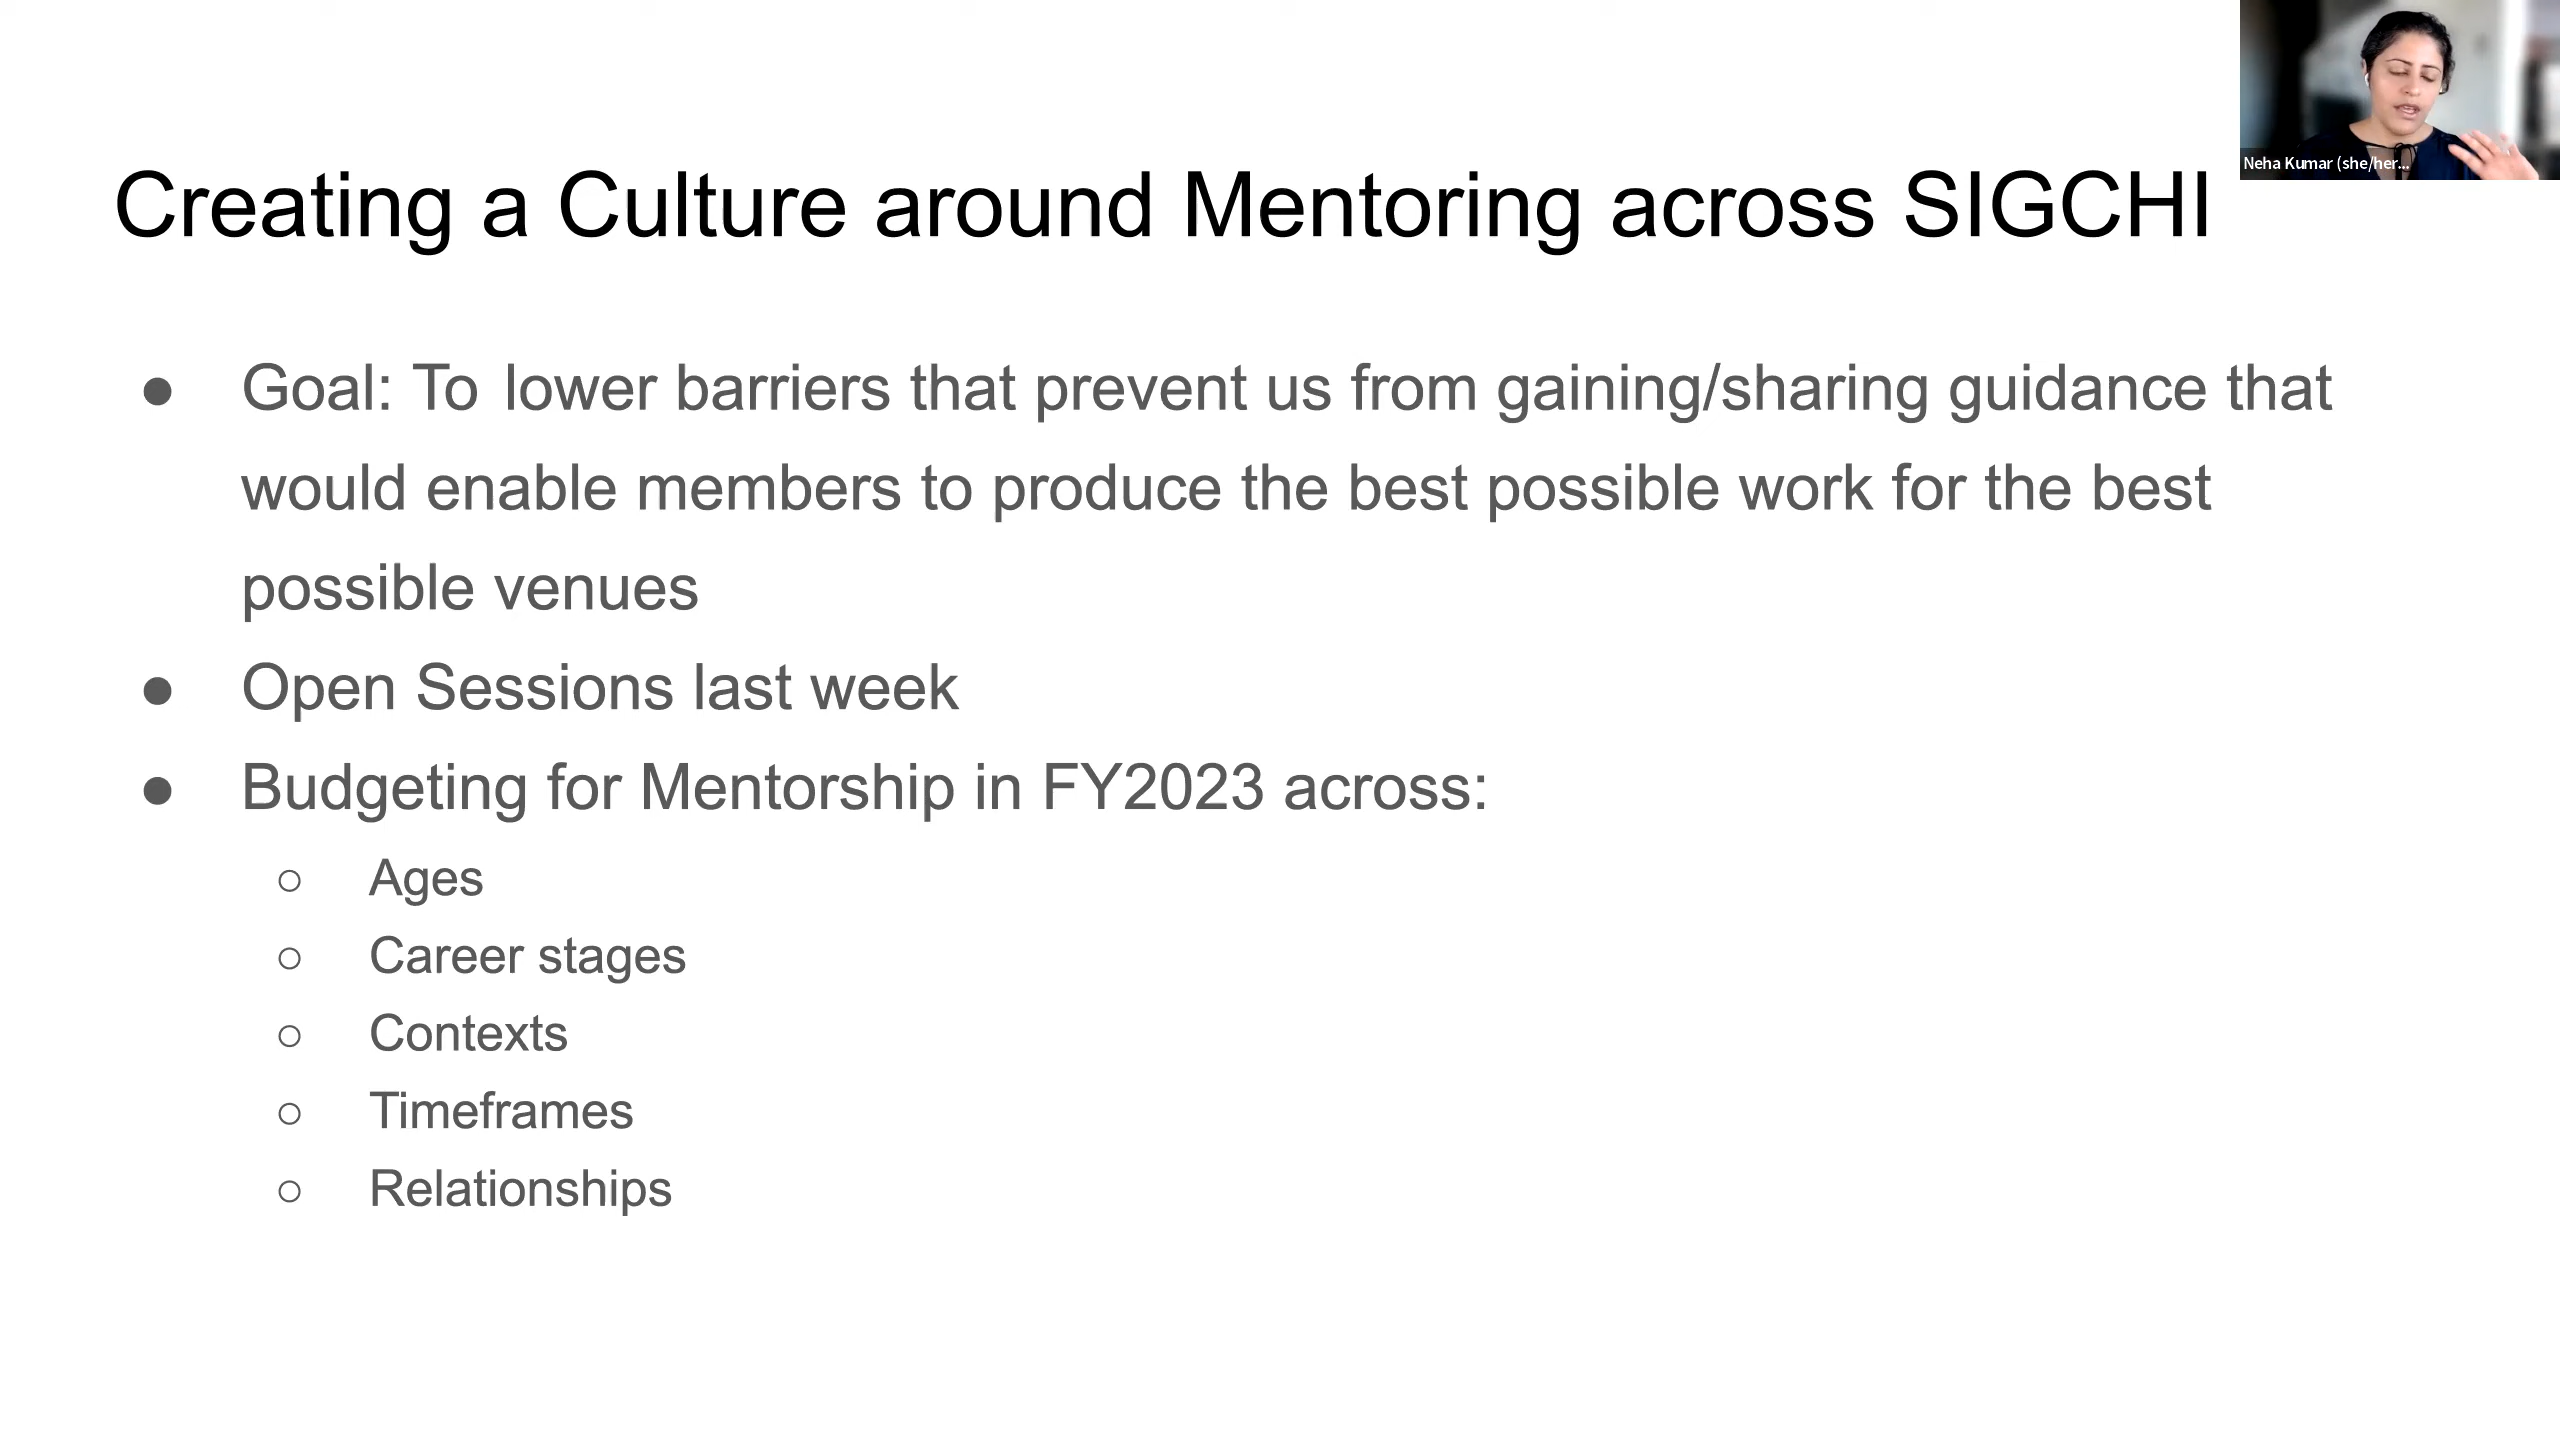 Neha Kumar (she/her...
Creating a Culture around Mentoring across SIGCHI
● Goal: To lower barriers that prevent us from gaining/sharing guidance that
would enable members to produce the best possible work for the best
possible venues
● Open Sessions last week
● Budgeting for Mentorship in FY2023 across:
○ Ages
○ Career stages
○ Contexts
○ Timeframes
○ Relationships